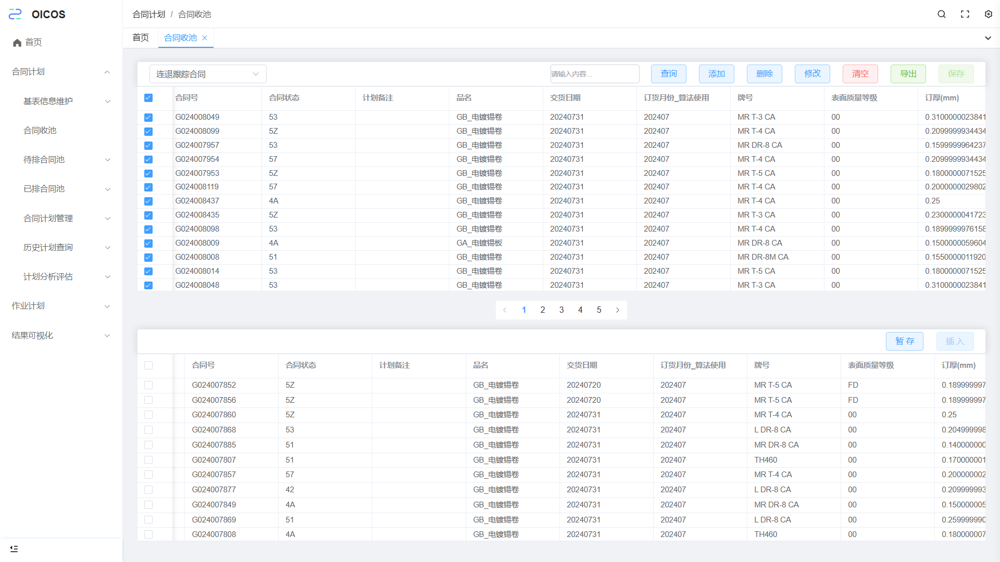 OICOS
合同计划 / 合同收池
首页
首页 合同收池
合同计划
基表信息维护
合同收池
待排合同池
已排合同池
合同计划管理
历史计划查询
计划分析评估
作业计划
结果可视化
连退跟踪合同 请输入内容... 查询 添加 删除 修改 清空 导出 保存
合同号 合同状态 计划备注 品名 交货日期 订货月份_算法使用 牌号 表面质量等级 订厚(mm)
G024008049 53 GB_电镀锡卷 20240731 202407 MR T-3 CA 00 0.3100000023841
G024008099 5Z GB_电镀锡卷 20240731 202407 MR T-4 CA 00 0.2099999934434
G024007957 53 GB_电镀锡卷 20240731 202407 MR DR-8 CA 00 0.1599999964237
G024007954 57 GB_电镀锡卷 20240731 202407 MR T-4 CA 00 0.2099999934434
G024007953 5Z GB_电镀锡卷 20240731 202407 MR T-5 CA 00 0.1800000071525
G024008119 57 GB_电镀锡卷 20240731 202407 MR T-4 CA 00 0.2000000029802
G024008437 4A GB_电镀锡卷 20240731 202407 MR T-4 CA 00 0.25
G024008435 5Z GB_电镀锡卷 20240731 202407 MR T-3 CA 00 0.2300000041723
G024008098 53 GB_电镀锡卷 20240731 202407 MR T-4 CA 00 0.1899999976158
G024008009 4A GA_电镀锡板 20240731 202407 MR DR-8 CA 00 0.1500000059604
G024008008 51 GB_电镀锡卷 20240731 202407 MR DR-8M CA 00 0.1550000011920
G024008014 53 GB_电镀锡卷 20240731 202407 MR T-5 CA 00 0.1800000071525
G024008048 53 GB_电镀锡卷 20240731 202407 MR T-3 CA 00 0.3100000023841
1 2 3 4 5
暂存 插入
合同号 合同状态 计划备注 品名 交货日期 订货月份_算法使用 牌号 表面质量等级 订厚(mm)
G024007852 5Z GB_电镀锡卷 20240720 202407 MR T-5 CA FD 0.189999997
G024007856 5Z GB_电镀锡卷 20240720 202407 MR T-5 CA FD 0.189999997
G024007860 5Z GB_电镀锡卷 20240731 202407 MR T-4 CA 00 0.25
G024007868 53 GB_电镀锡卷 20240731 202407 L DR-8 CA 00 0.204999998
G024007885 51 GB_电镀锡卷 20240731 202407 MR DR-8 CA 00 0.140000000
G024007807 51 GB_电镀锡卷 20240731 202407 TH460 00 0.170000001
G024007857 57 GB_电镀锡卷 20240731 202407 MR T-4 CA 00 0.200000002
G024007877 42 GB_电镀锡卷 20240731 202407 L DR-8 CA 00 0.209999993
G024007849 4A GB_电镀锡卷 20240731 202407 MR DR-8 CA 00 0.150000005
G024007869 51 GB_电镀锡卷 20240731 202407 L DR-8 CA 00 0.259999990
G024007808 4A GB_电镀锡卷 20240731 202407 TH460 00 0.180000007